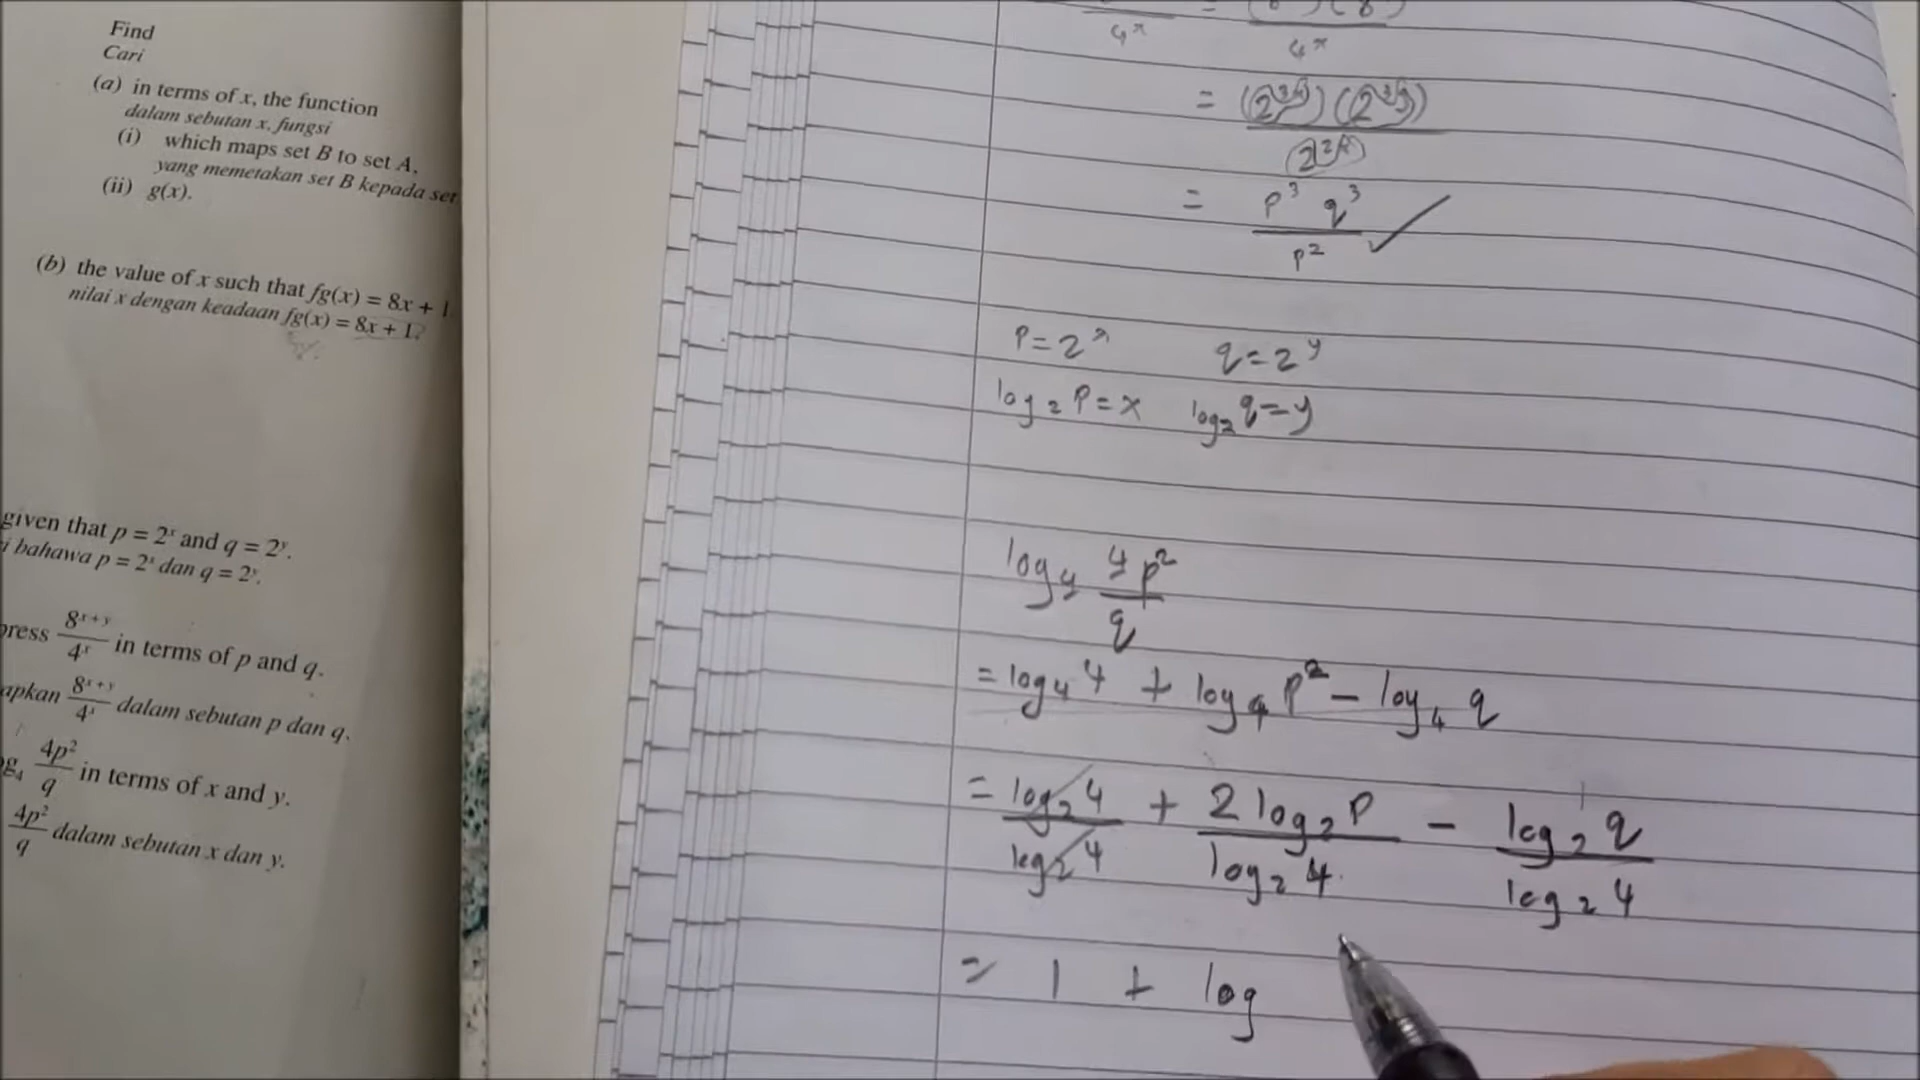 Find
Cari
(a) in terms of x, the function
dalam sebutan x, fungsi
(i) which maps set B to set A,
yang memetakan set B kepada set
(ii) g(x).
(b) the value of x such that fg(x) = 8x + 1
nilai x dengan keadaan fg(x) = 8x + 1.
given that p = 2ˣ and q = 2ʸ.
i bahawa p = 2ˣ dan q = 2ʸ.
press 8ˣ⁺ʸ/4ˣ in terms of p and q.
apkan 8ˣ⁺ʸ/4ˣ dalam sebutan p dan q.
g₄ 4p²/q in terms of x and y.
4p²/q dalam sebutan x dan y.
4ˣ = 4ˣ
= (2³ˣ)(2³ʸ)/(2²ˣ)
= p³ q³/p² ✓
p = 2ˣ q = 2ʸ
log₂ p = x log₂ q = y
log₄ 4p²/q
= log₄ 4 + log₄ p² − log₄ q
= log₂ 4/log₂ 4 + 2 log₂ p/log₂ 4 − log₂ q/log₂ 4
= 1 + log